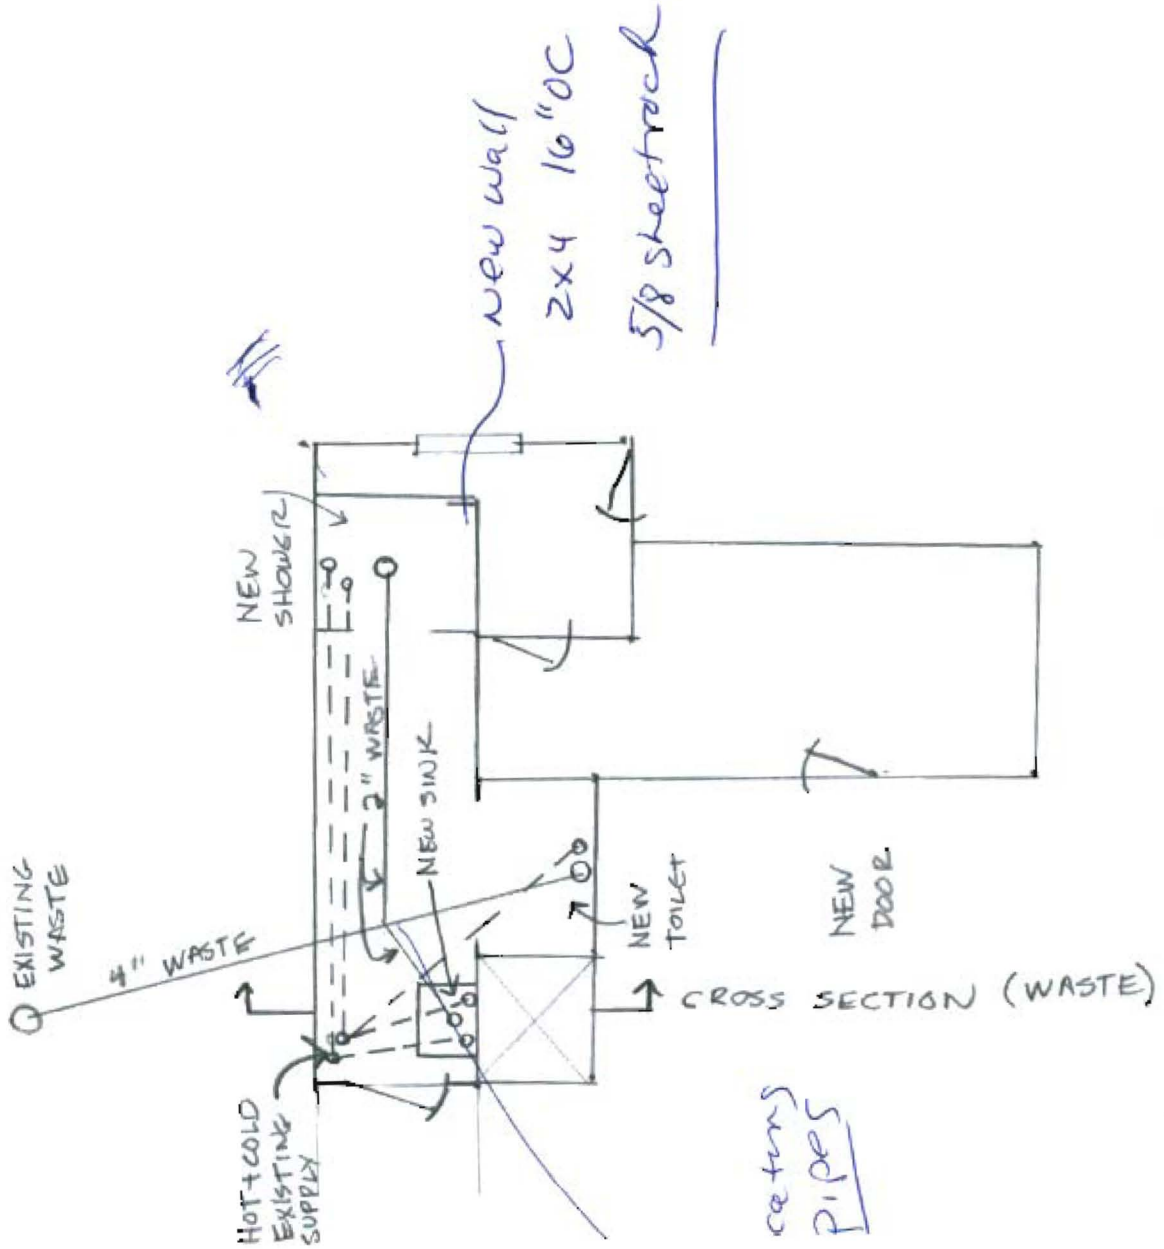 EXISTING
WASTE
4" WASTE
HOT+COLD
EXISTING
SUPPLY
NEW
SHOWER
2" WASTE
NEW SINK
NEW
TOILET
NEW
DOOR
CROSS SECTION (WASTE)
New wall
2x4 16"OC
5/8 sheetrock
pipes